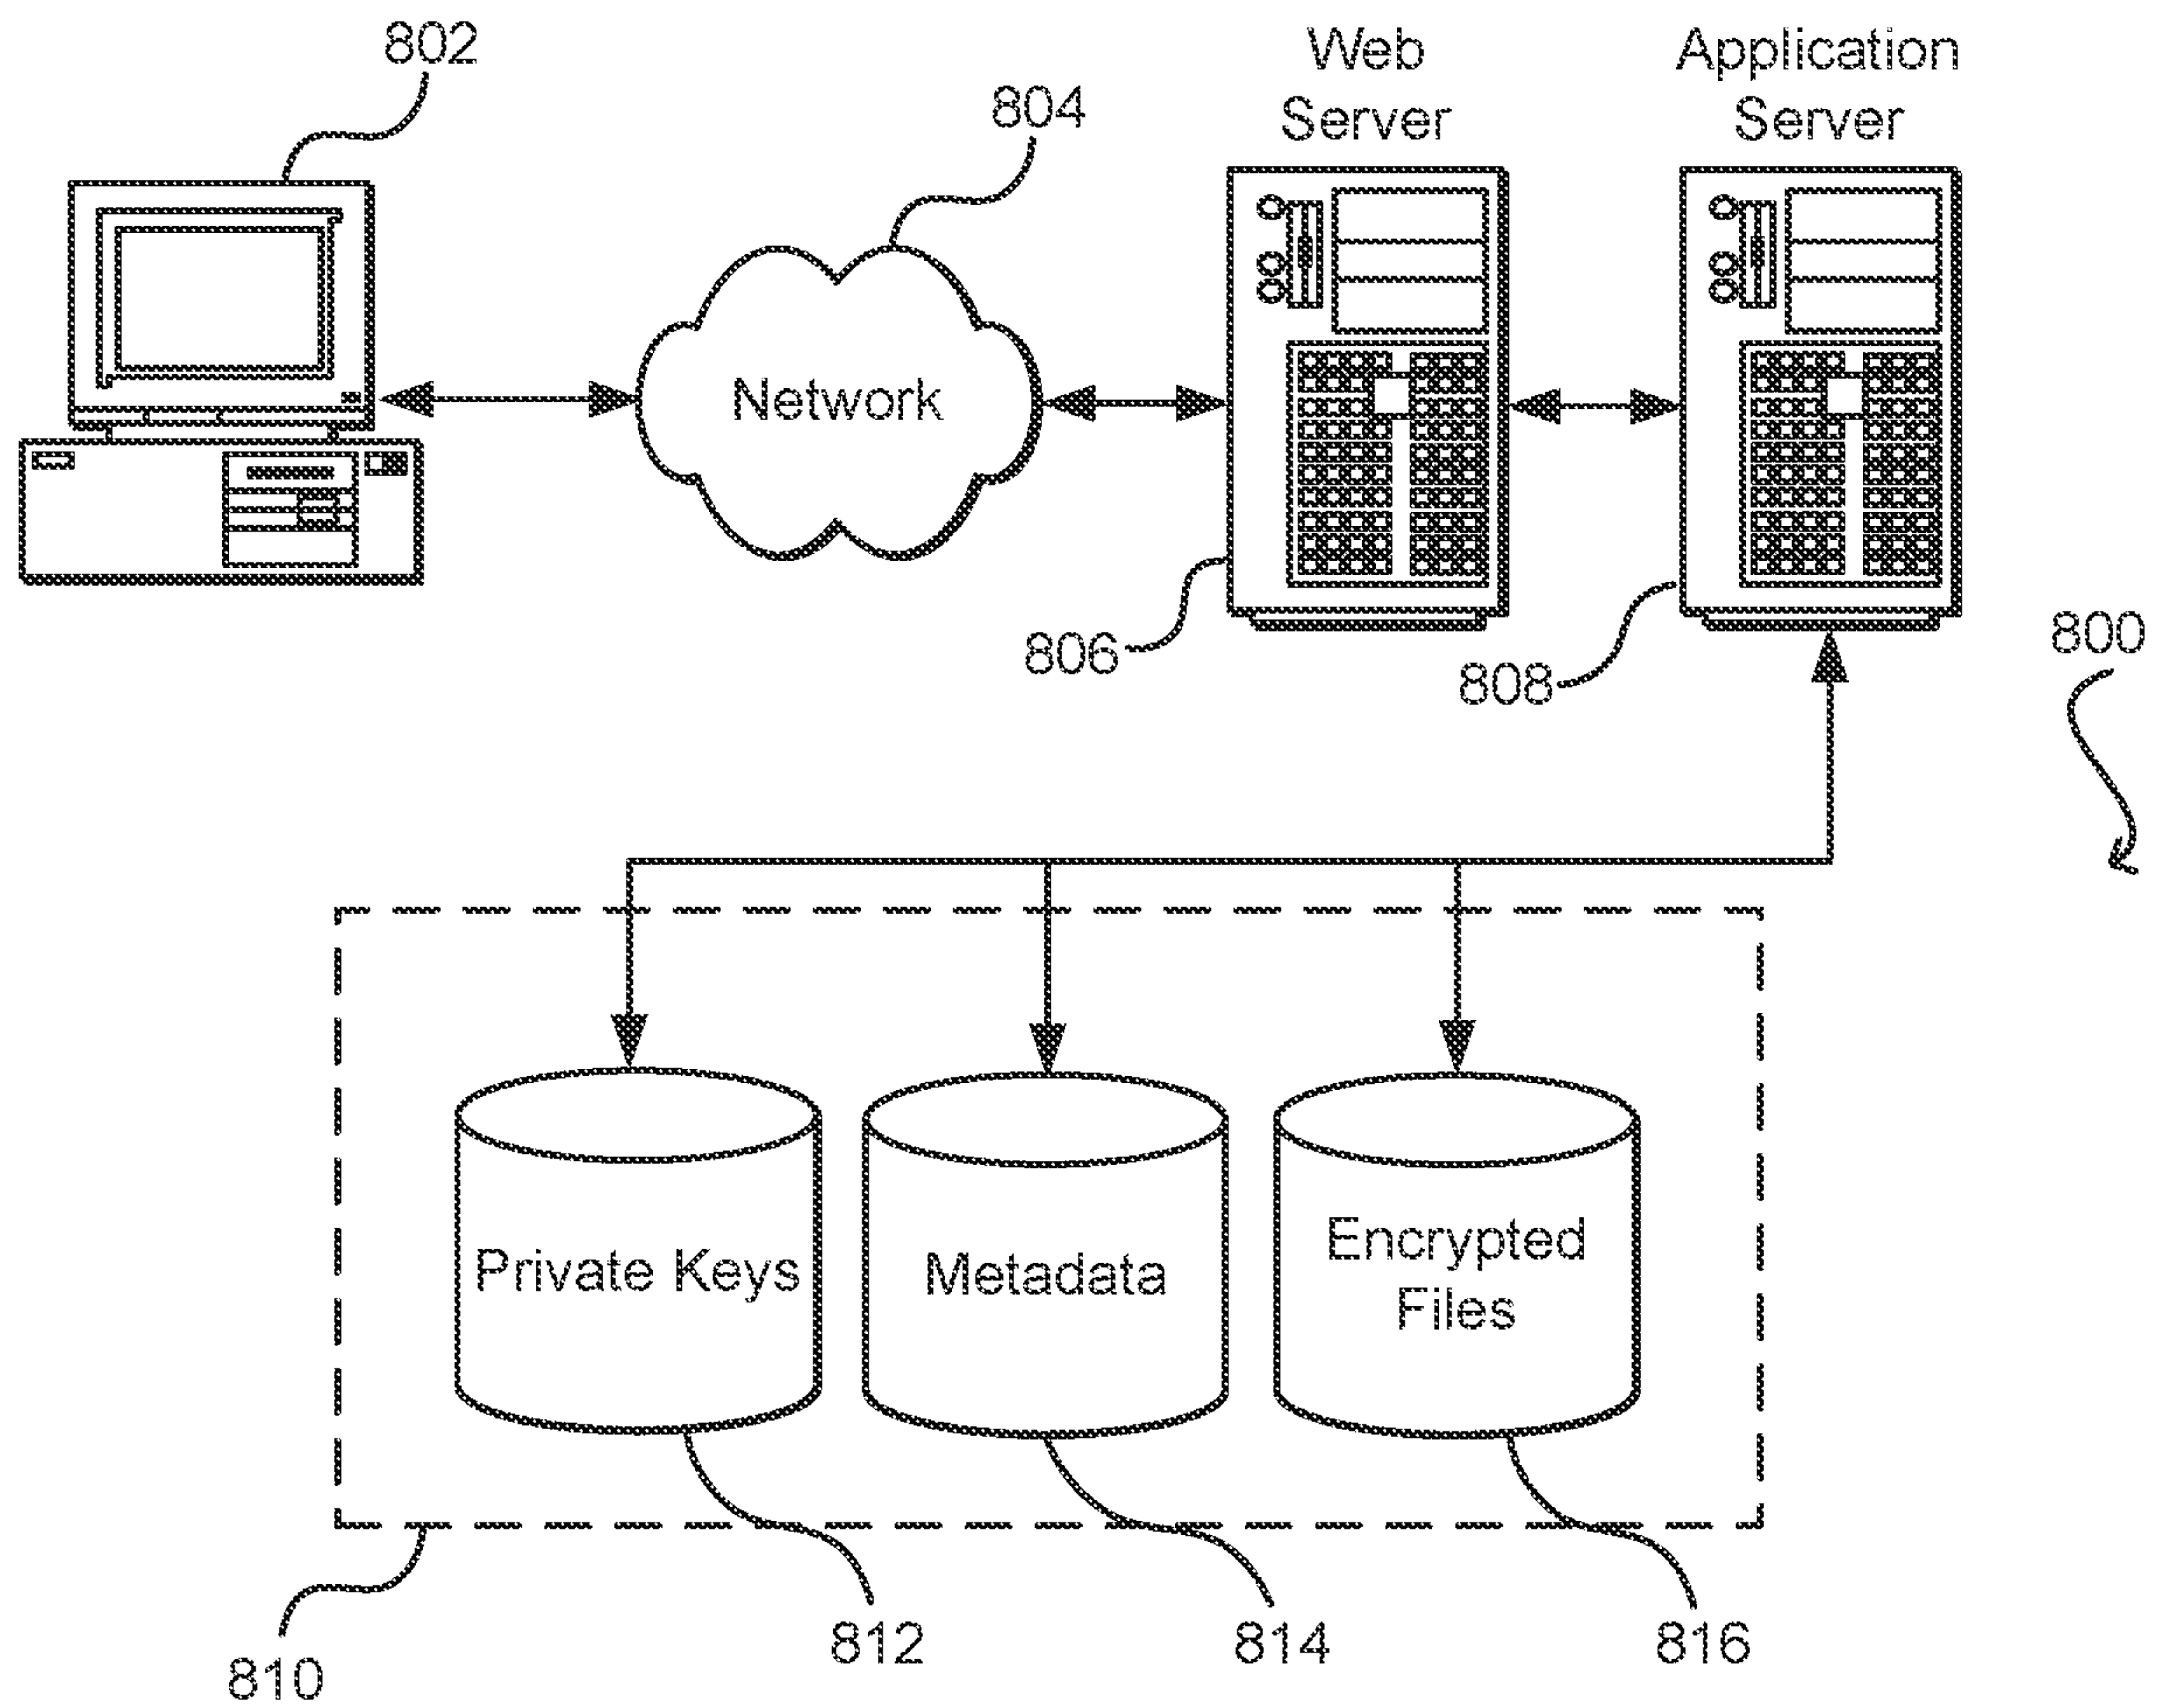 802
804
Web
Server
Application
Server
Network
806
808
800
Private Keys
Metadata
Encrypted
Files
810
812
814
816